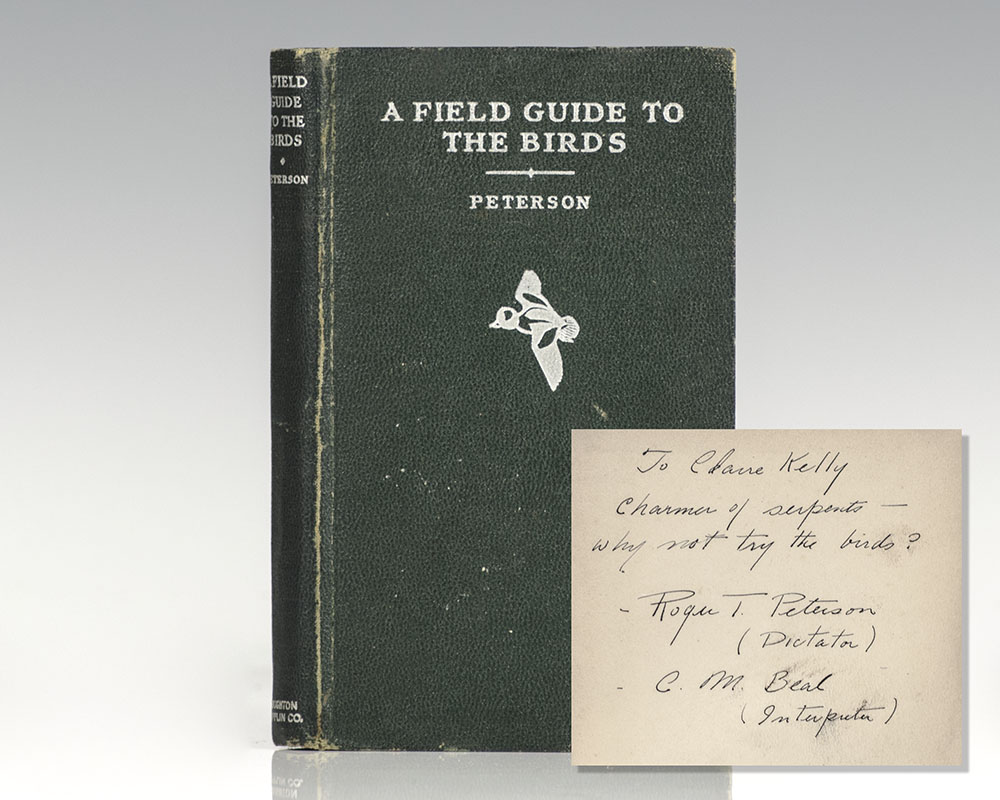 FIELD
GUIDE
TO THE
BIRDS
PETERSON
A FIELD GUIDE TO
THE BIRDS
PETERSON
To Claire Kelly
Charmer of serpents —
why not try the birds?
- Roger T. Peterson
(Dictator)
- C. M. Beal
(Interpreter)